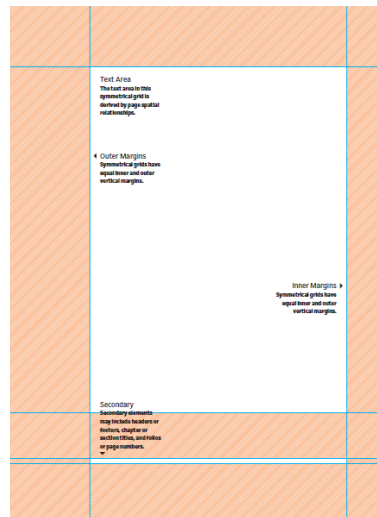 Text Area
The text area in this
symmetrical grid is
derived by page spatial
relationships.
Outer Margins
Symmetrical grids have
equal inner and outer
vertical margins.
Inner Margins
Symmetrical grids have
equal inner and outer
vertical margins.
Secondary
Secondary elements
may include headers or
footers, chapter or
section titles, and folios
or page numbers.